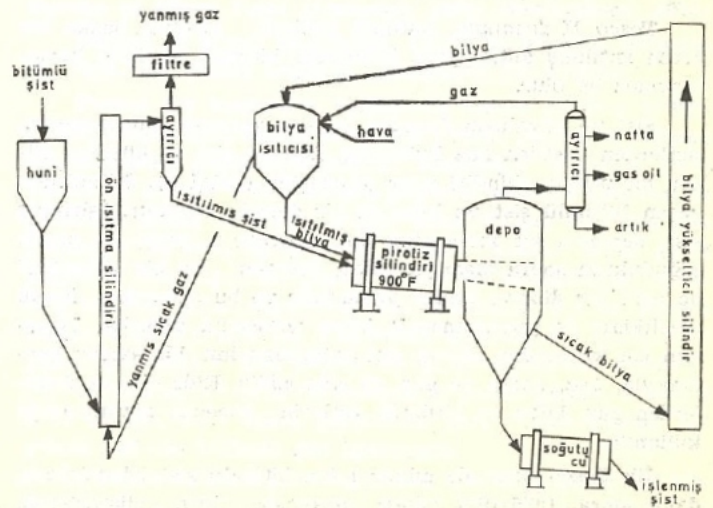 yanmış gaz
filtre
bitümlü
şist
huni
ön ısıtma silindiri
ayırıcı
bilya
ısıtıcısı
bilya
gaz
hava
ayırıcı
nafta
gas oil
artık
bilya yükseltici silindir
ısıtılmış şist
ısıtılmış
bilya
piroliz
silindiri
900°F
depo
yanmış sıcak gaz
sıcak bilya
soğutu
cu
işlenmiş
şist